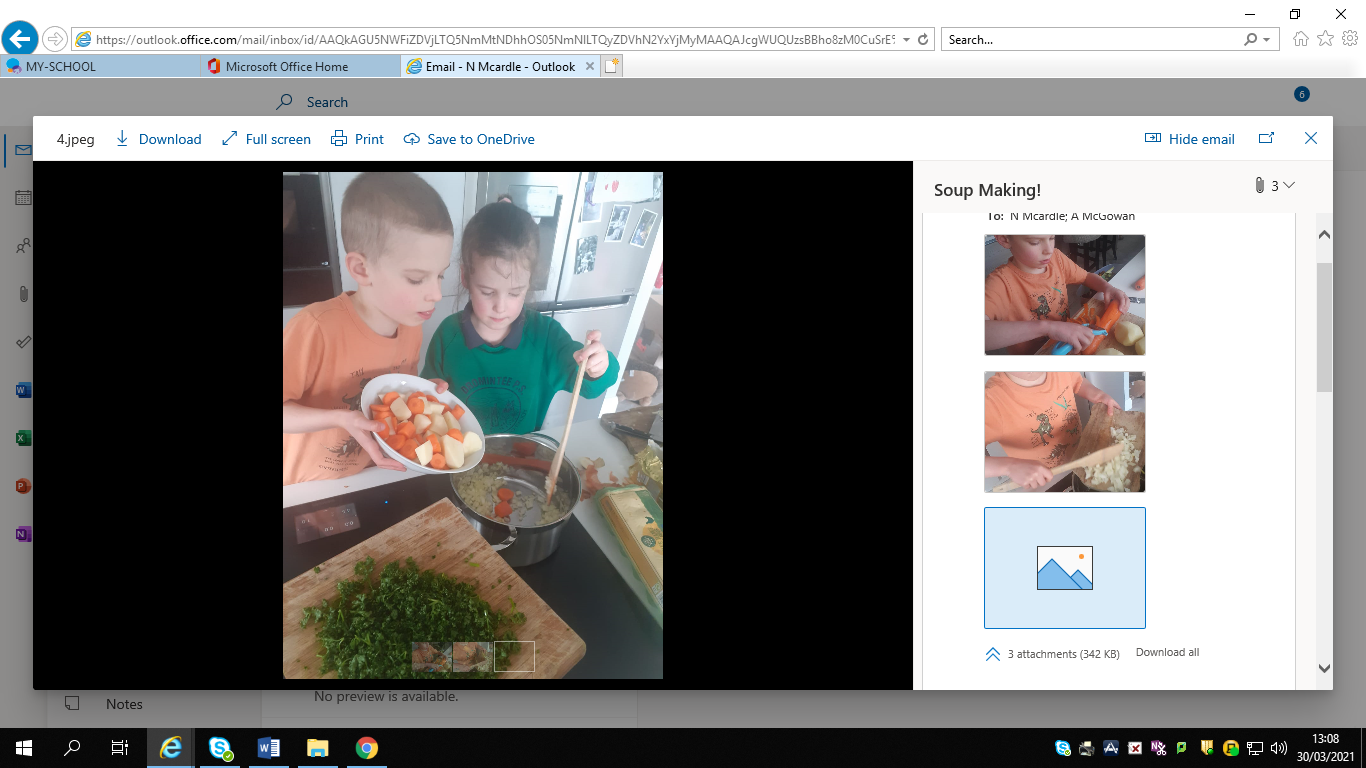 https://outlook.office.com/mail/inbox/id/
Search...
MY-SCHOOL
Microsoft Office Home
Email - N Mcardle - Outlook
Search
6
4.jpeg
Download
Full screen
Print
Save to OneDrive
Hide email
Soup Making!
3
To: N Mcardle; A McGowan
3 attachments (342 KB)
Download all
No preview is available.
Notes
13:08
30/03/2021